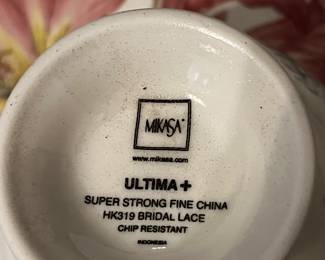 MIKASA
www.mikasa.com
ULTIMA +
SUPER STRONG FINE CHINA
HK319 BRIDAL LACE
CHIP RESISTANT
INDONESIA